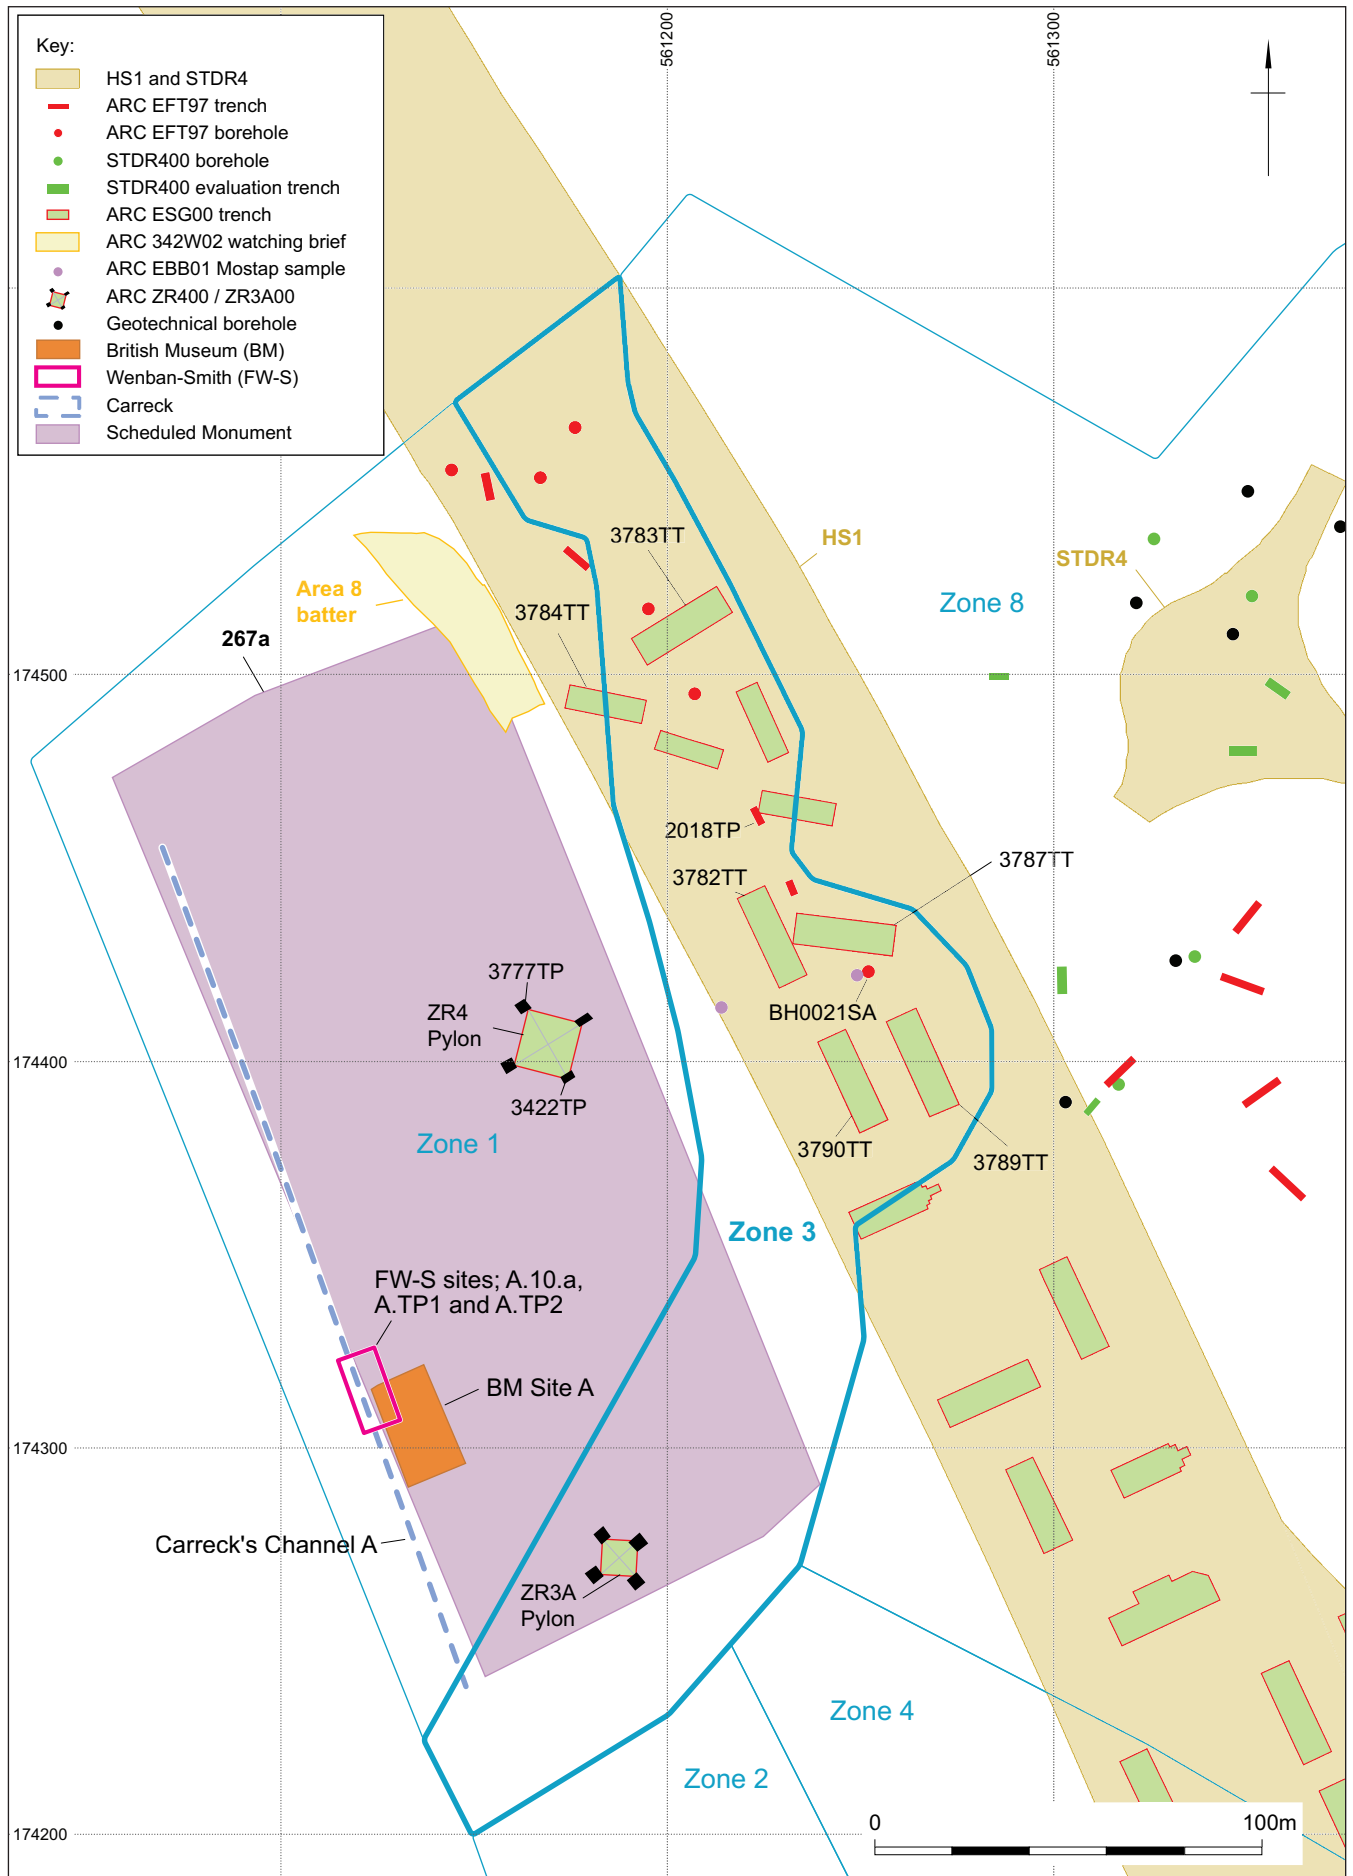 Key:
HS1 and STDR4
ARC EFT97 trench
ARC EFT97 borehole
STDR400 borehole
STDR400 evaluation trench
ARC ESG00 trench
ARC 342W02 watching brief
ARC EBB01 Mostap sample
ARC ZR400 / ZR3A00
Geotechnical borehole
British Museum (BM)
Wenban-Smith (FW-S)
Carreck
Scheduled Monument
561200
561300
3783TT
HS1
STDR4
Area 8
batter
3784TT
Zone 8
267a
174500
2018TP
3787TT
3782TT
3777TP
ZR4
Pylon
BH0021SA
174400
3422TP
Zone 1
3790TT
3789TT
Zone 3
FW-S sites; A.10.a,
A.TP1 and A.TP2
BM Site A
174300
Carreck's Channel A
ZR3A
Pylon
Zone 4
Zone 2
0
100m
174200